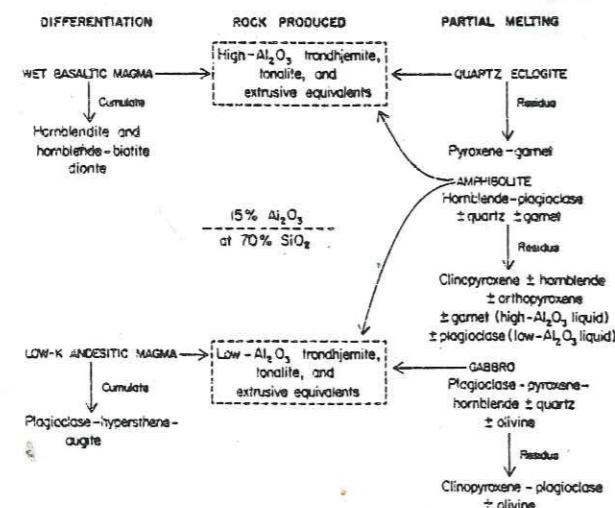 DIFFERENTIATION ROCK PRODUCED PARTIAL MELTING
High-Al₂O₃ trondhjemite,
tonalite, and
extrusive equivalents
WET BASALTIC MAGMA
Cumulate
Hornblendite and
hornblende-biotite
diorite
QUARTZ ECLOGITE
Residue
Pyroxene-garnet
AMPHIBOLITE
Hornblende-plagioclase
±quartz ±garnet
Residue
Clinopyroxene ± hornblende
±orthopyroxene
±garnet (high-Al₂O₃ liquid)
±plagioclase (low-Al₂O₃ liquid)
15% Al₂O₃
at 70% SiO₂
LOW-K ANDESITIC MAGMA
Cumulate
Plagioclase-hypersthene-
augite
Low-Al₂O₃ trondhjemite,
tonalite, and
extrusive equivalents
GABBRO
Plagioclase-pyroxene-
hornblende ± quartz
± olivine
Residue
Clinopyroxene-plagioclase
± olivine